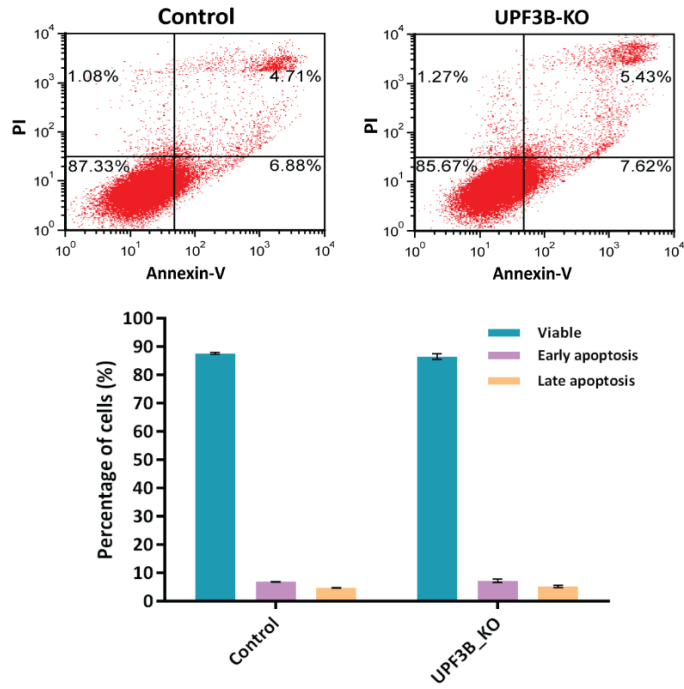 Control
UPF3B-KO
10⁴
10³
10²
10¹
10⁰
PI
1.08%
4.71%
87.33%
6.88%
10⁰ 10¹ 10² 10³ 10⁴
Annexin-V
10⁴
10³
10²
10¹
10⁰
PI
1.27%
5.43%
85.67%
7.62%
10⁰ 10¹ 10² 10³ 10⁴
Annexin-V
100
90
80
70
60
50
40
30
20
10
0
Percentage of cells (%)
Viable
Early apoptosis
Late apoptosis
Control
UPF3B_KO